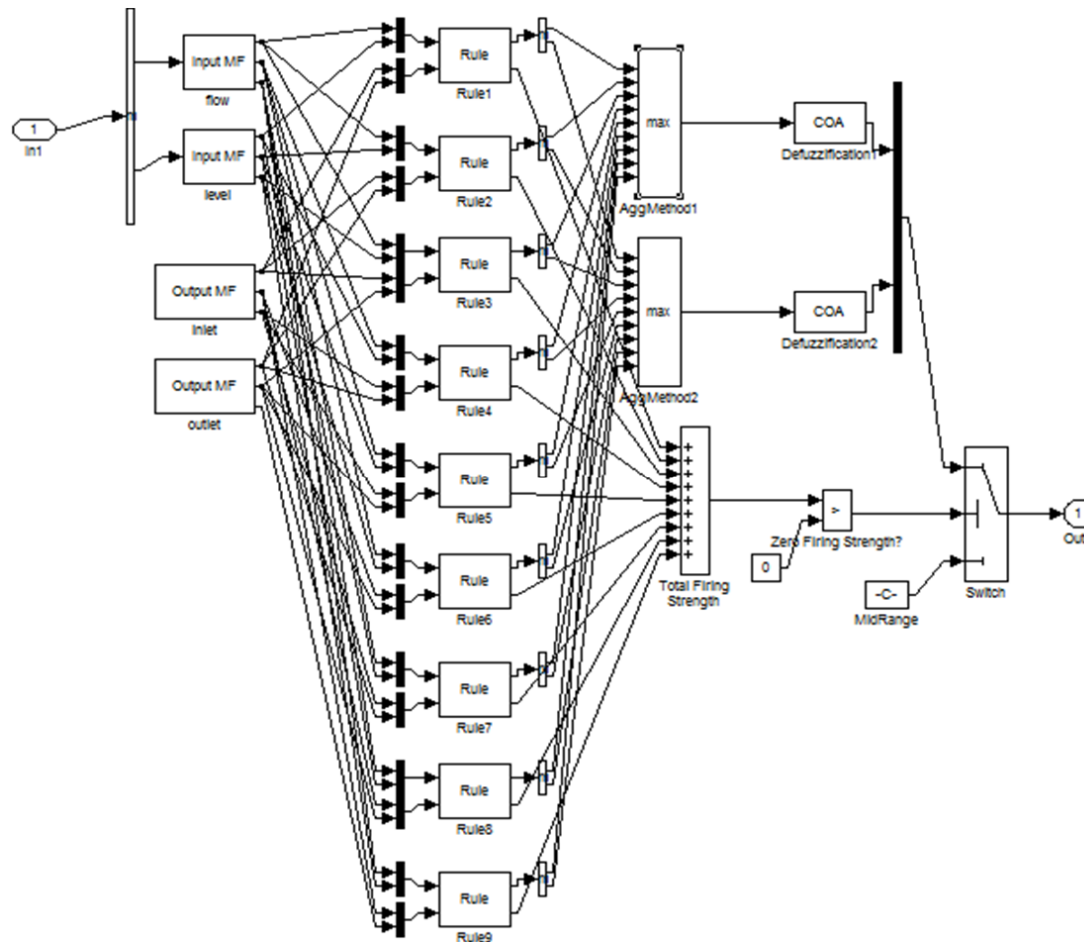 1
In1
Input MF
flow
Input MF
level
Output MF
Inlet
Output MF
outlet
Rule
Rule1
Rule
Rule2
Rule
Rule3
Rule
Rule4
Rule
Rule5
Rule
Rule6
Rule
Rule7
Rule
Rule8
Rule
Rule9
max
AggMethod1
max
AggMethod2
+
+
+
+
+
+
+
+
+
Total Firing
Strength
COA
Defuzzification1
COA
Defuzzification2
>
Zero Firing Strength?
0
-C-
MidRange
Switch
1
Out